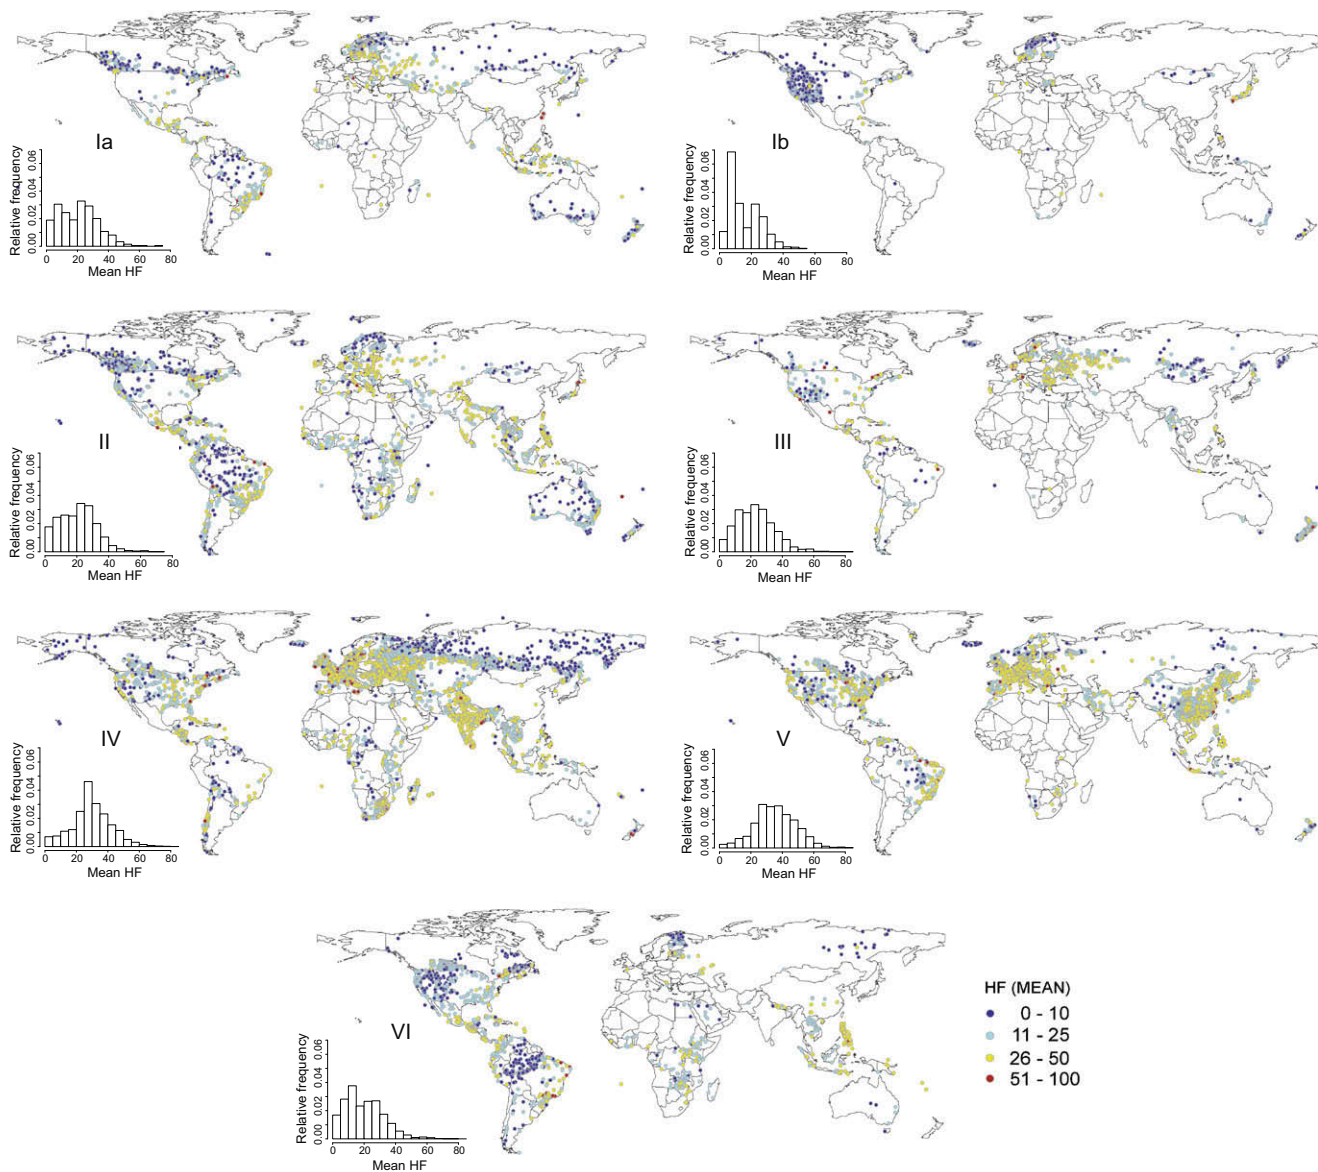 Ia
Relative frequency
0.00 0.02 0.04 0.06
0 20 40 60 80
Mean HF
Ib
Relative frequency
0.00 0.02 0.04 0.06
0 20 40 60 80
Mean HF
II
Relative frequency
0.00 0.02 0.04 0.06
0 20 40 60 80
Mean HF
III
Relative frequency
0.00 0.02 0.04 0.06
0 20 40 60 80
Mean HF
IV
Relative frequency
0.00 0.02 0.04 0.06
0 20 40 60 80
Mean HF
V
Relative frequency
0.00 0.02 0.04 0.06
0 20 40 60 80
Mean HF
VI
Relative frequency
0.00 0.02 0.04 0.06
0 20 40 60 80
Mean HF
HF (MEAN)
0 - 10
11 - 25
26 - 50
51 - 100